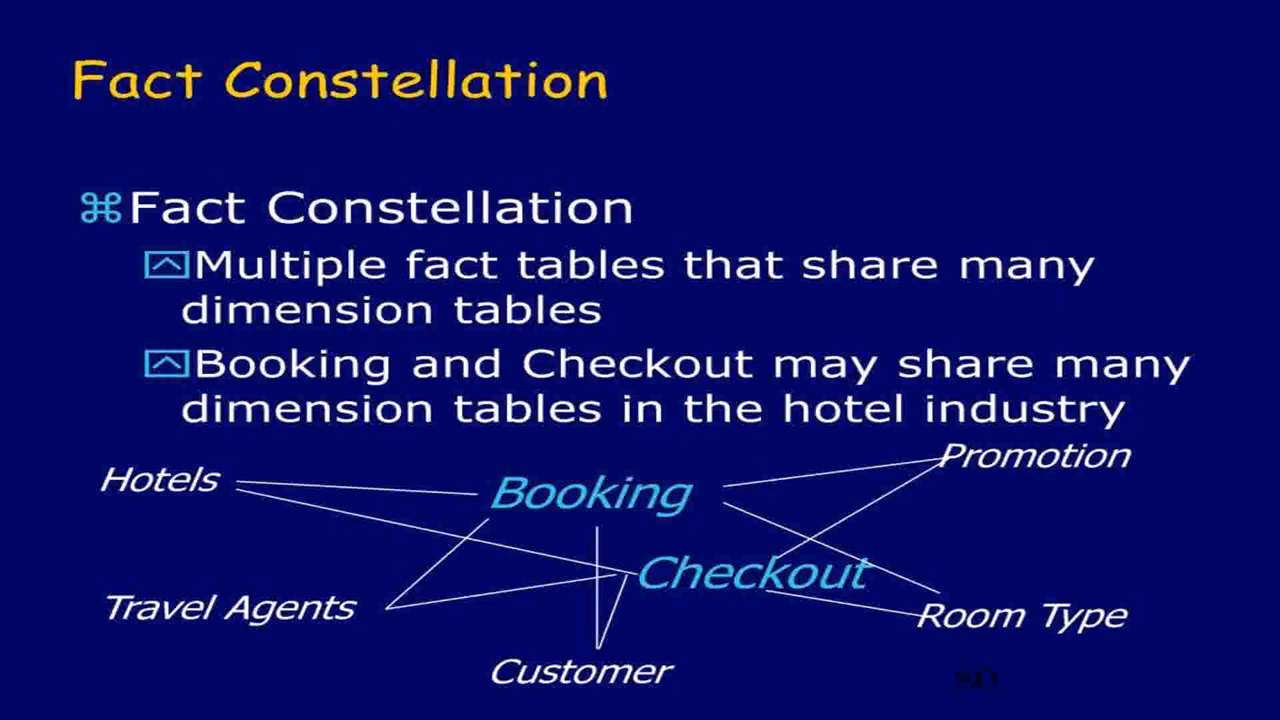 Fact Constellation
⌘Fact Constellation
Multiple fact tables that share many
dimension tables
Booking and Checkout may share many
dimension tables in the hotel industry
Promotion
Hotels
Booking
Checkout
Travel Agents
Room Type
Customer